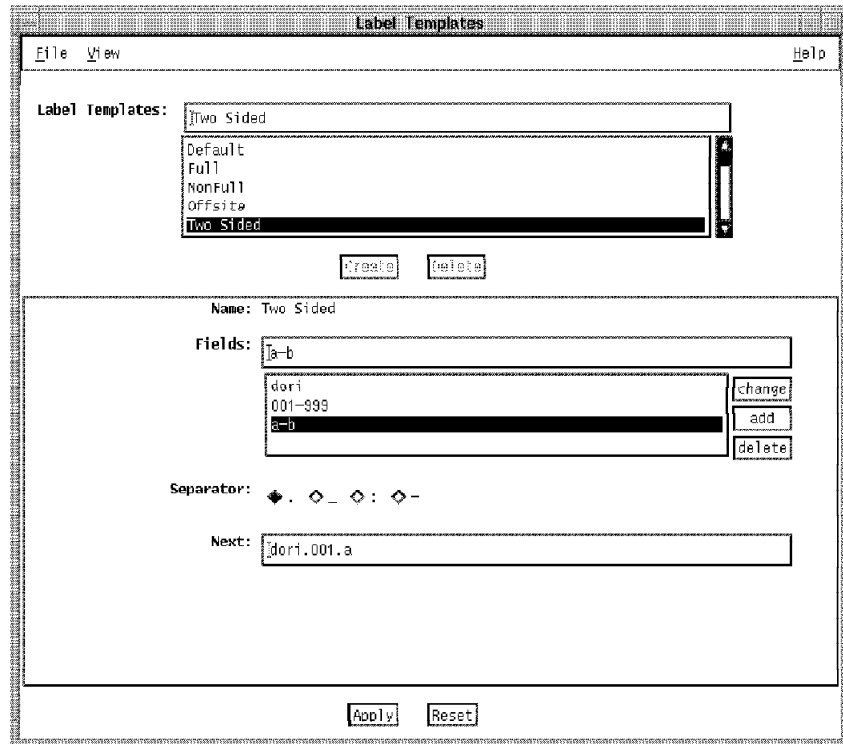 Label Templates
File View Help
Label Templates: Two Sided
Default
Full
NonFull
Offsite
Two Sided
Create Delete
Name: Two Sided
Fields: a-b
dori
001-999
a-b
change
add
delete
Separator: . _ : -
Next: dori.001.a
Apply Reset